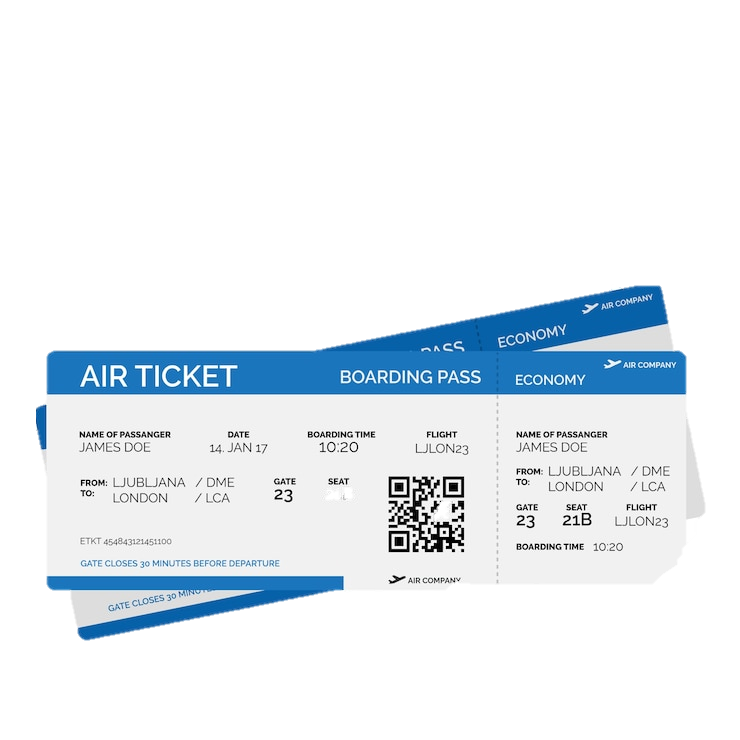 AIR TICKET
BOARDING PASS
NAME OF PASSANGER
JAMES DOE
DATE
14. JAN 17
BOARDING TIME
10:20
FLIGHT
LJLON23
FROM: LJUBLJANA / DME
TO: LONDON / LCA
GATE
23
SEAT
ETKT 454843121451100
GATE CLOSES 30 MINUTES BEFORE DEPARTURE
AIR COMPANY
ECONOMY
AIR COMPANY
NAME OF PASSANGER
JAMES DOE
FROM: LJUBLJANA / DME
TO: LONDON / LCA
GATE
23
SEAT
21B
FLIGHT
LJLON23
BOARDING TIME 10:20
PASS
ECONOMY
AIR COMPANY
GATE CLOSES 30 MINUTES